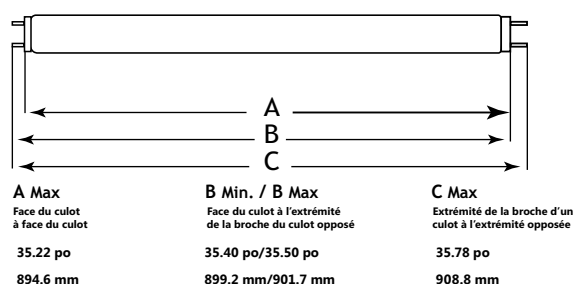 A
B
C
A Max
Face du culot
à face du culot
35.22 po
894.6 mm
B Min. / B Max
Face du culot à l'extrémité
de la broche du culot opposé
35.40 po/35.50 po
899.2 mm/901.7 mm
C Max
Extrémité de la broche d'un
culot à l'extrémité opposée
35.78 po
908.8 mm